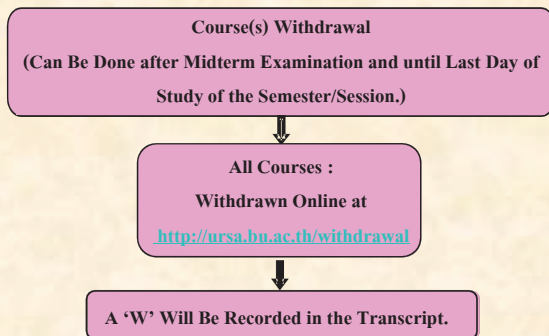 Course(s) Withdrawal
(Can Be Done after Midterm Examination and until Last Day of
Study of the Semester/Session.)
All Courses :
Withdrawn Online at
http://ursa.bu.ac.th/withdrawal
A ‘W’ Will Be Recorded in the Transcript.